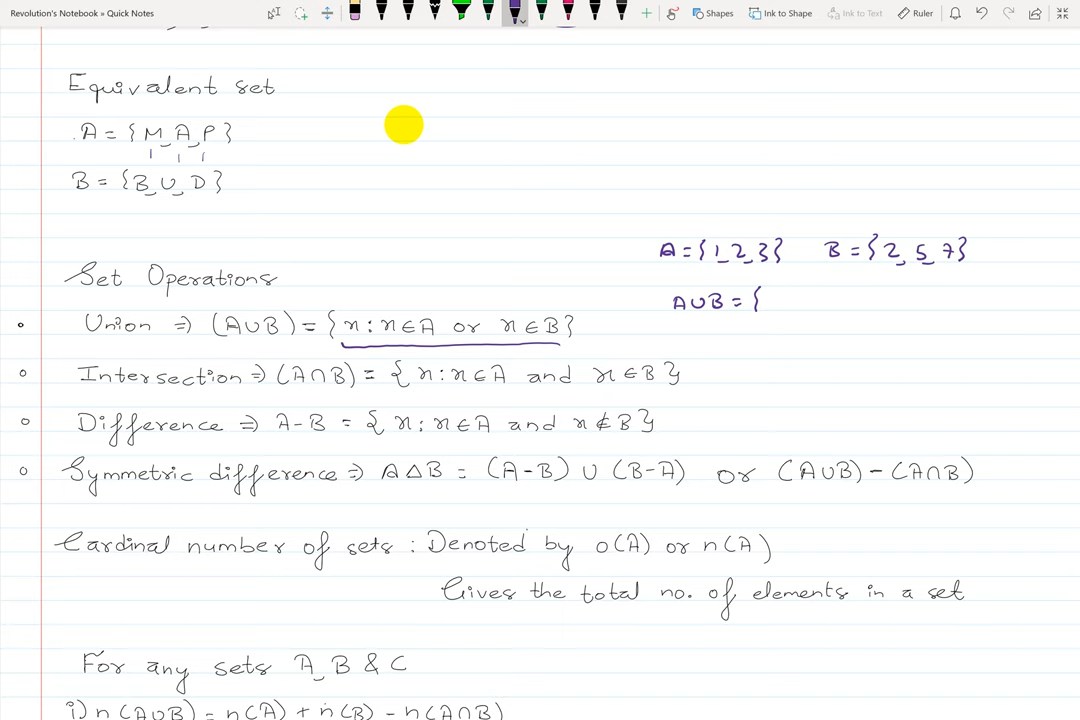 Revolution's Notebook » Quick Notes
Shapes
Ink to Shape
Ink to Text
Ruler
Equivalent set
A = {M, A, P}
B = {B, U, D}
A = {1, 2, 3} B = {2, 5, 7}
Set Operations
A∪B = {
Union ⇒ (A∪B) = {x : x∈A or x∈B}
Intersection ⇒ (A∩B) = {x : x∈A and x∈B}
Difference ⇒ A-B = {x : x∈A and x∉B}
Symmetric difference ⇒ A△B = (A-B) ∪ (B-A) or (A∪B) - (A∩B)
Cardinal number of sets : Denoted by o(A) or n(A)
Gives the total no. of elements in a set
For any sets A, B & C
i) n(A∪B) = n(A) + n(B) - n(A∩B)